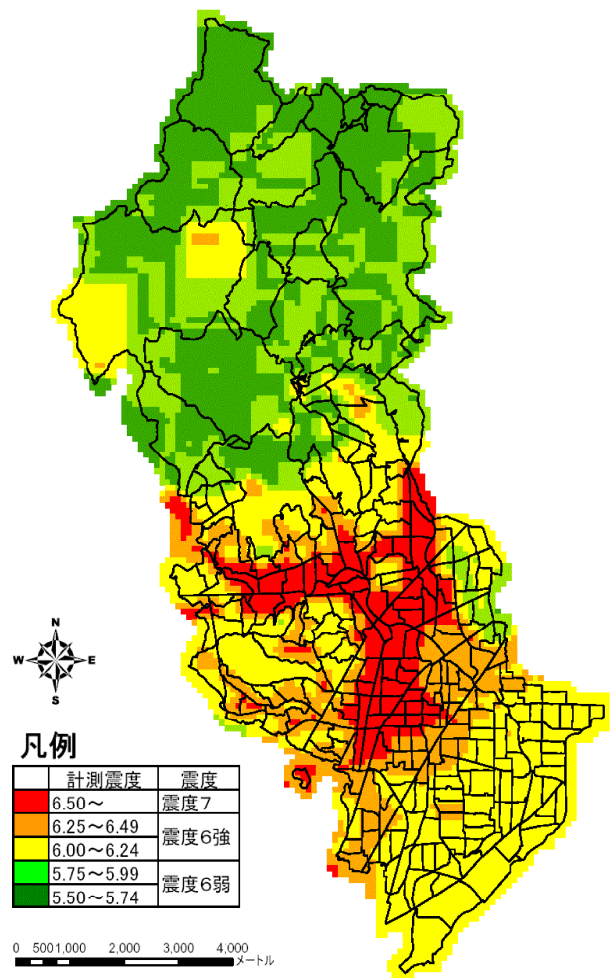 N
W E
S
凡例
計測震度 震度
6.50～ 震度7
6.25～6.49 震度6強
6.00～6.24
5.75～5.99 震度6弱
5.50～5.74
0 500 1,000 2,000 3,000 4,000 メートル